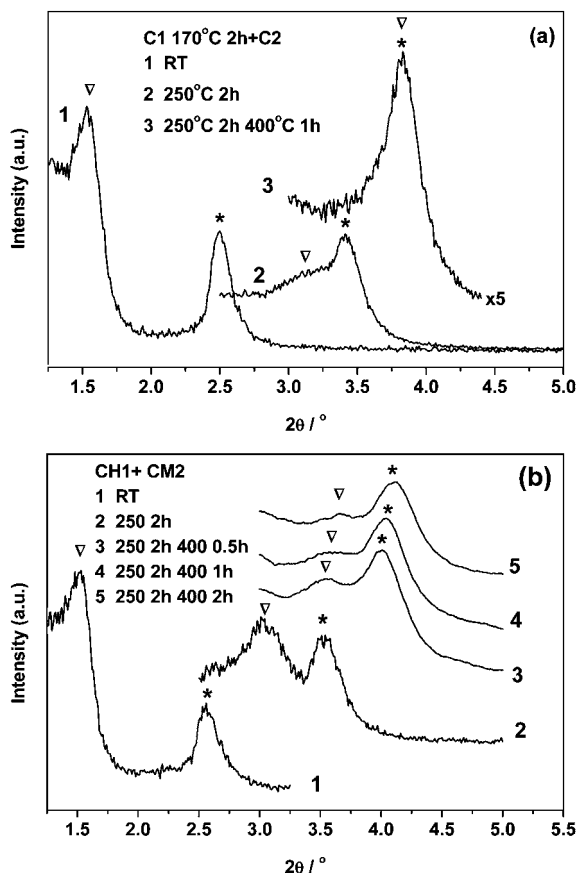 C1 170°C 2h+C2
(a)
1 RT
2 250°C 2h
3 250°C 2h 400°C 1h
▽
▽
*
1
*
3
*
2
▽
x5
Intensity (a.u.)
1.5 2.0 2.5 3.0 3.5 4.0 4.5 5.0
2θ / °
CH1+ CM2
(b)
1 RT
2 250 2h
3 250 2h 400 0.5h
4 250 2h 400 1h
5 250 2h 400 2h
▽
*
▽
*
▽
*
▽
5
4
3
▽
*
2
*
1
Intensity (a.u.)
1.5 2.0 2.5 3.0 3.5 4.0 4.5 5.0 5.5
2θ / °